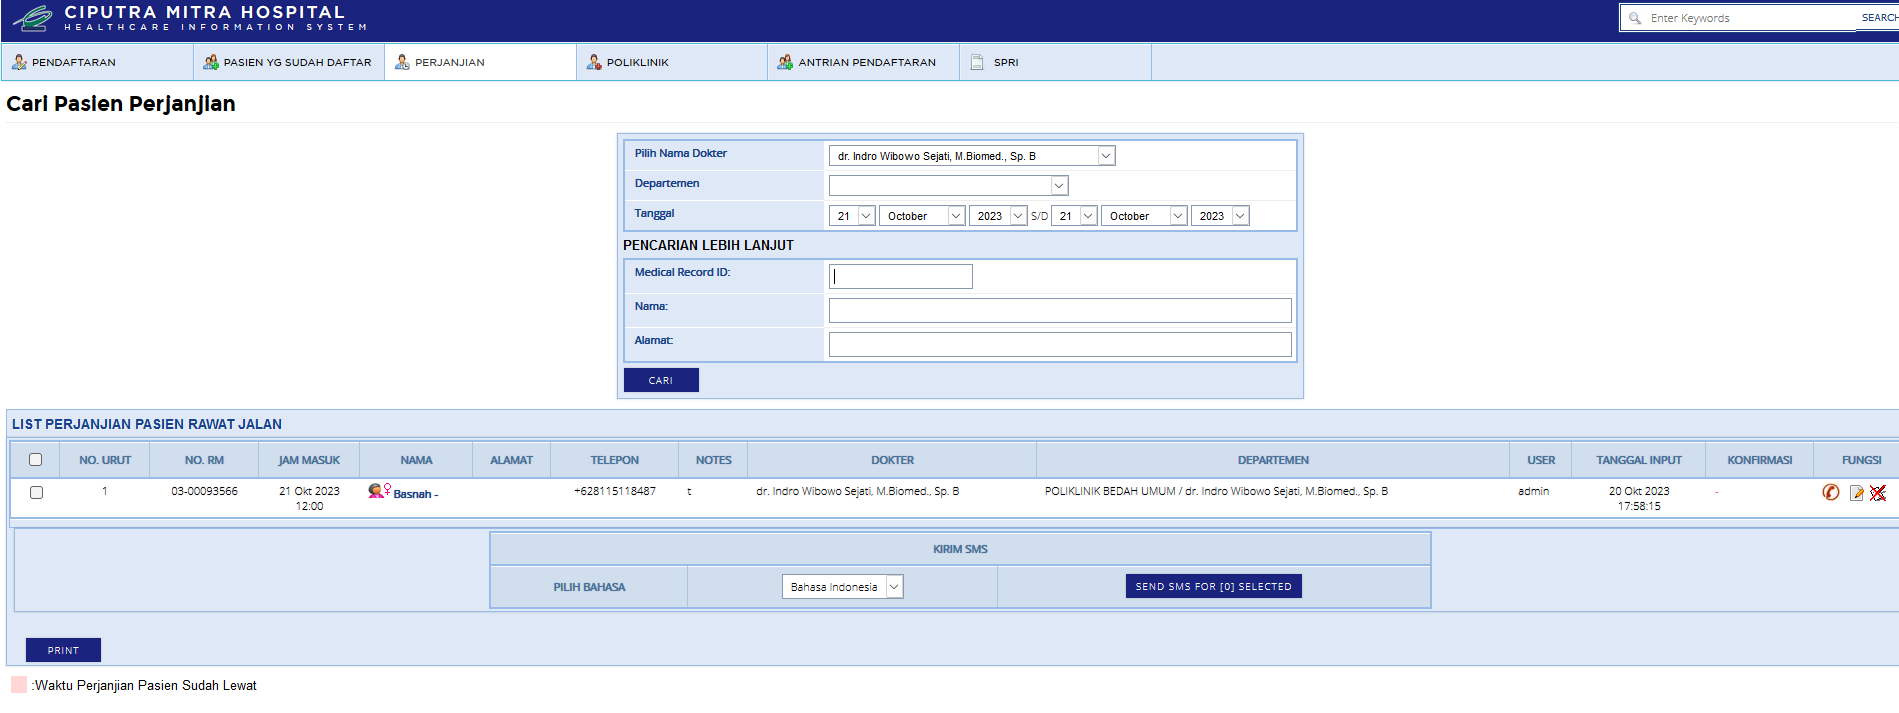 CIPUTRA MITRA HOSPITAL
HEALTHCARE INFORMATION SYSTEM
Enter Keywords SEARCH
PENDAFTARAN PASIEN YG SUDAH DAFTAR PERJANJIAN POLIKLINIK ANTRIAN PENDAFTARAN SPRI
Cari Pasien Perjanjian
Pilih Nama Dokter dr. Indro Wibowo Sejati, M.Biomed., Sp. B
Departemen
Tanggal 21 October 2023 S/D 21 October 2023
PENCARIAN LEBIH LANJUT
Medical Record ID:
Nama:
Alamat:
CARI
LIST PERJANJIAN PASIEN RAWAT JALAN
NO. URUT NO. RM JAM MASUK NAMA ALAMAT TELEPON NOTES DOKTER DEPARTEMEN USER TANGGAL INPUT KONFIRMASI FUNGSI
1 03-00093566 21 Okt 2023 Basnah - +628115118487 t dr. Indro Wibowo Sejati, M.Biomed., Sp. B POLIKLINIK BEDAH UMUM / dr. Indro Wibowo Sejati, M.Biomed., Sp. B admin 20 Okt 2023 -
12:00 17:58:15
KIRIM SMS
PILIH BAHASA Bahasa Indonesia SEND SMS FOR [0] SELECTED
PRINT
:Waktu Perjanjian Pasien Sudah Lewat